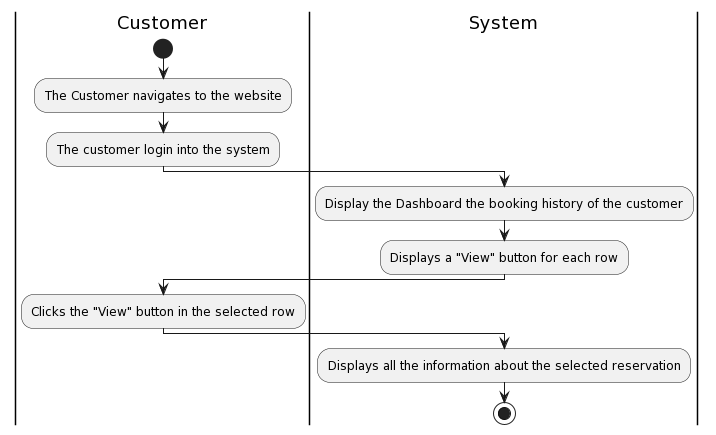 Customer
System
The Customer navigates to the website
The customer login into the system
Display the Dashboard the booking history of the customer
Displays a "View" button for each row
Clicks the "View" button in the selected row
Displays all the information about the selected reservation